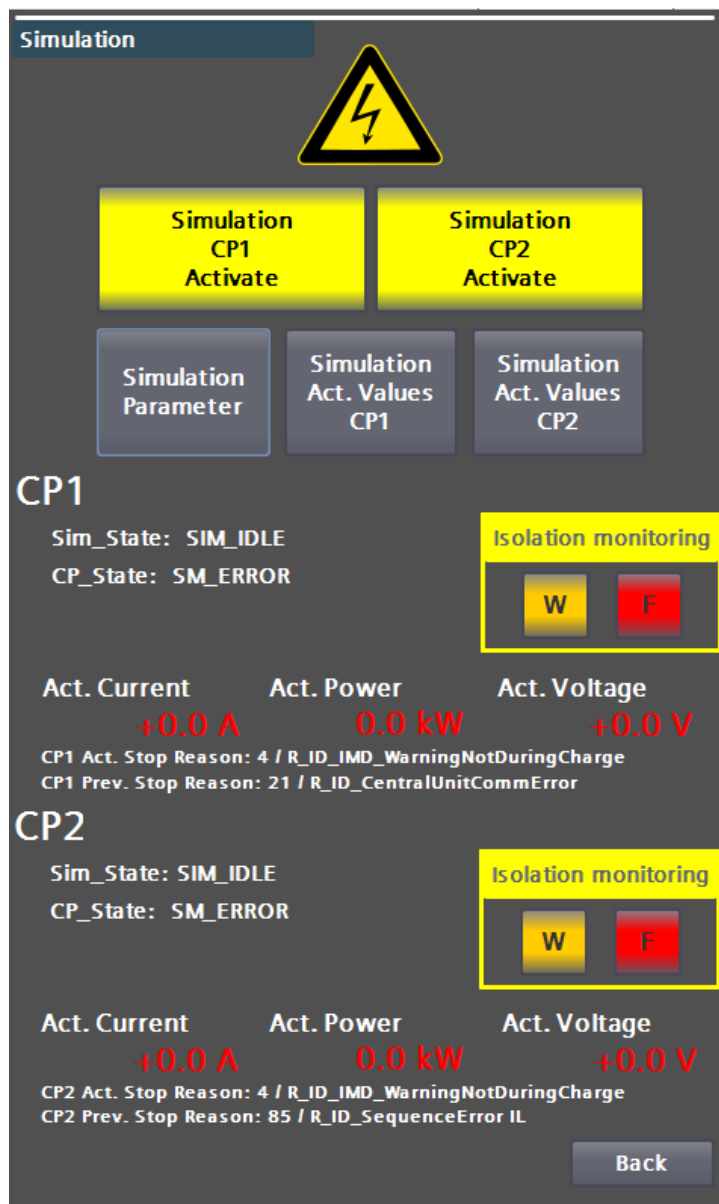 Simulation
Simulation
CP1
Activate
Simulation
CP2
Activate
Simulation
Parameter
Simulation
Act. Values
CP1
Simulation
Act. Values
CP2
CP1
Sim_State: SIM_IDLE
CP_State: SM_ERROR
Isolation monitoring
W
F
Act. Current
Act. Power
Act. Voltage
+0.0 A
0.0 kW
+0.0 V
CP1 Act. Stop Reason: 4 / R_ID_IMD_WarningNotDuringCharge
CP1 Prev. Stop Reason: 21 / R_ID_CentralUnitCommError
CP2
Sim_State: SIM_IDLE
CP_State: SM_ERROR
Isolation monitoring
W
F
Act. Current
Act. Power
Act. Voltage
+0.0 A
0.0 kW
+0.0 V
CP2 Act. Stop Reason: 4 / R_ID_IMD_WarningNotDuringCharge
CP2 Prev. Stop Reason: 85 / R_ID_SequenceError IL
Back